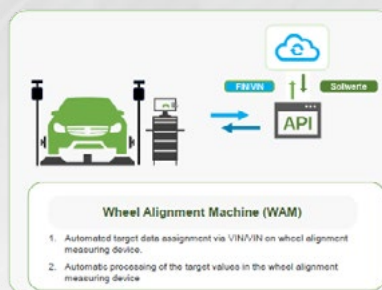 FIN/VIN
Sollwerte
API
Wheel Alignment Machine (WAM)
1. Automated target data assignment via VIN/VIN on wheel alignment
measuring device.
2. Automatic processing of the target values in the wheel alignment
measuring device